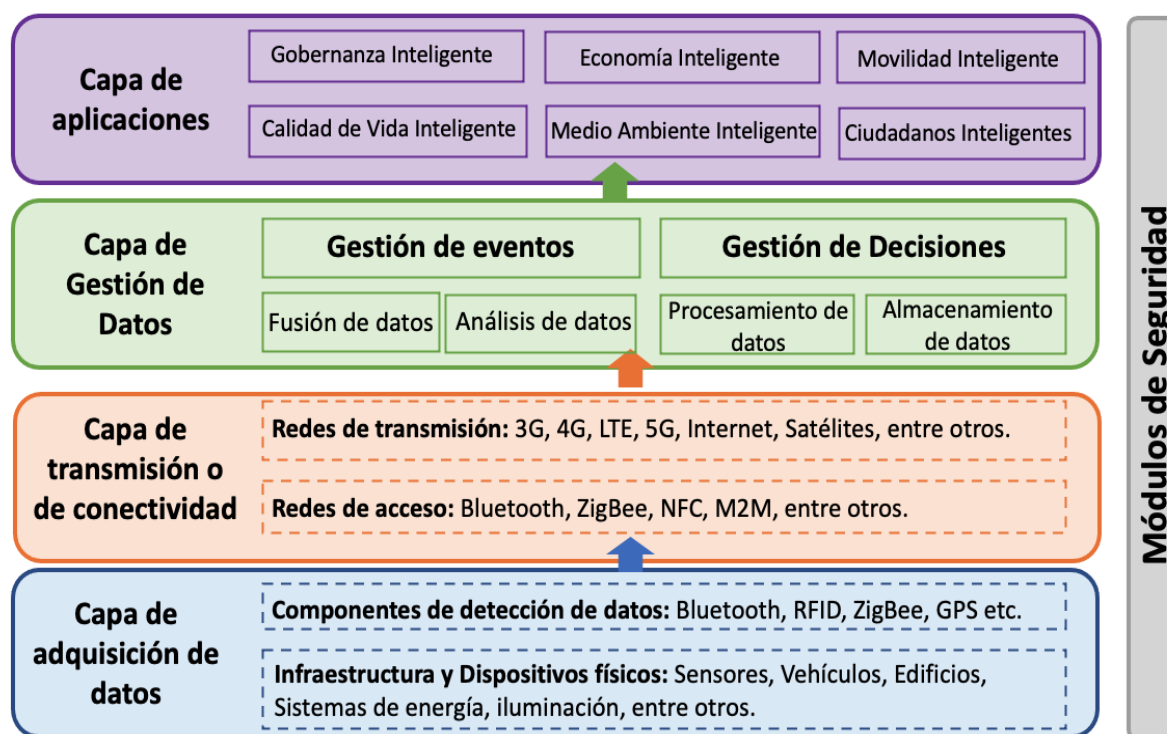 Capa de
aplicaciones
Gobernanza Inteligente
Economía Inteligente
Movilidad Inteligente
Calidad de Vida Inteligente
Medio Ambiente Inteligente
Ciudadanos Inteligentes
Capa de
Gestión de
Datos
Gestión de eventos
Gestión de Decisiones
Fusión de datos
Análisis de datos
Procesamiento de
datos
Almacenamiento
de datos
Capa de
transmisión o
de conectividad
Redes de transmisión: 3G, 4G, LTE, 5G, Internet, Satélites, entre otros.
Redes de acceso: Bluetooth, ZigBee, NFC, M2M, entre otros.
Capa de
adquisición de
datos
Componentes de detección de datos: Bluetooth, RFID, ZigBee, GPS etc.
Infraestructura y Dispositivos físicos: Sensores, Vehículos, Edificios,
Sistemas de energía, iluminación, entre otros.
Módulos de Seguridad